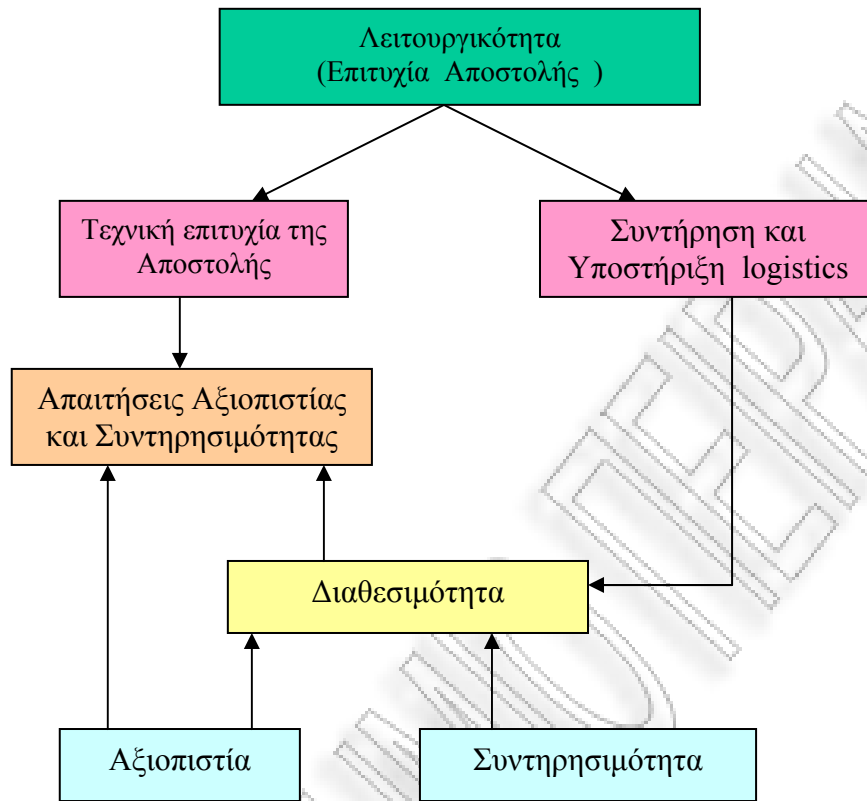 Λειτουργικότητα
(Επιτυχία Αποστολής )
Τεχνική επιτυχία της
Αποστολής
Συντήρηση και
Υποστήριξη logistics
Απαιτήσεις Αξιοπιστίας
και Συντηρησιμότητας
Διαθεσιμότητα
Αξιοπιστία
Συντηρησιμότητα